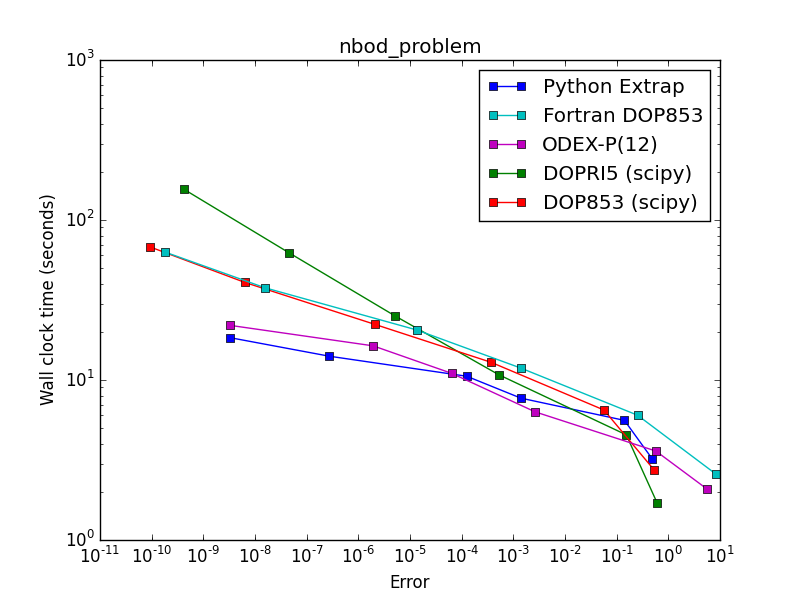 nbod_problem
10^3
10^2
10^1
10^0
Wall clock time (seconds)
Python Extrap
Fortran DOP853
ODEX-P(12)
DOPRI5 (scipy)
DOP853 (scipy)
10^-11 10^-10 10^-9 10^-8 10^-7 10^-6 10^-5 10^-4 10^-3 10^-2 10^-1 10^0 10^1
Error